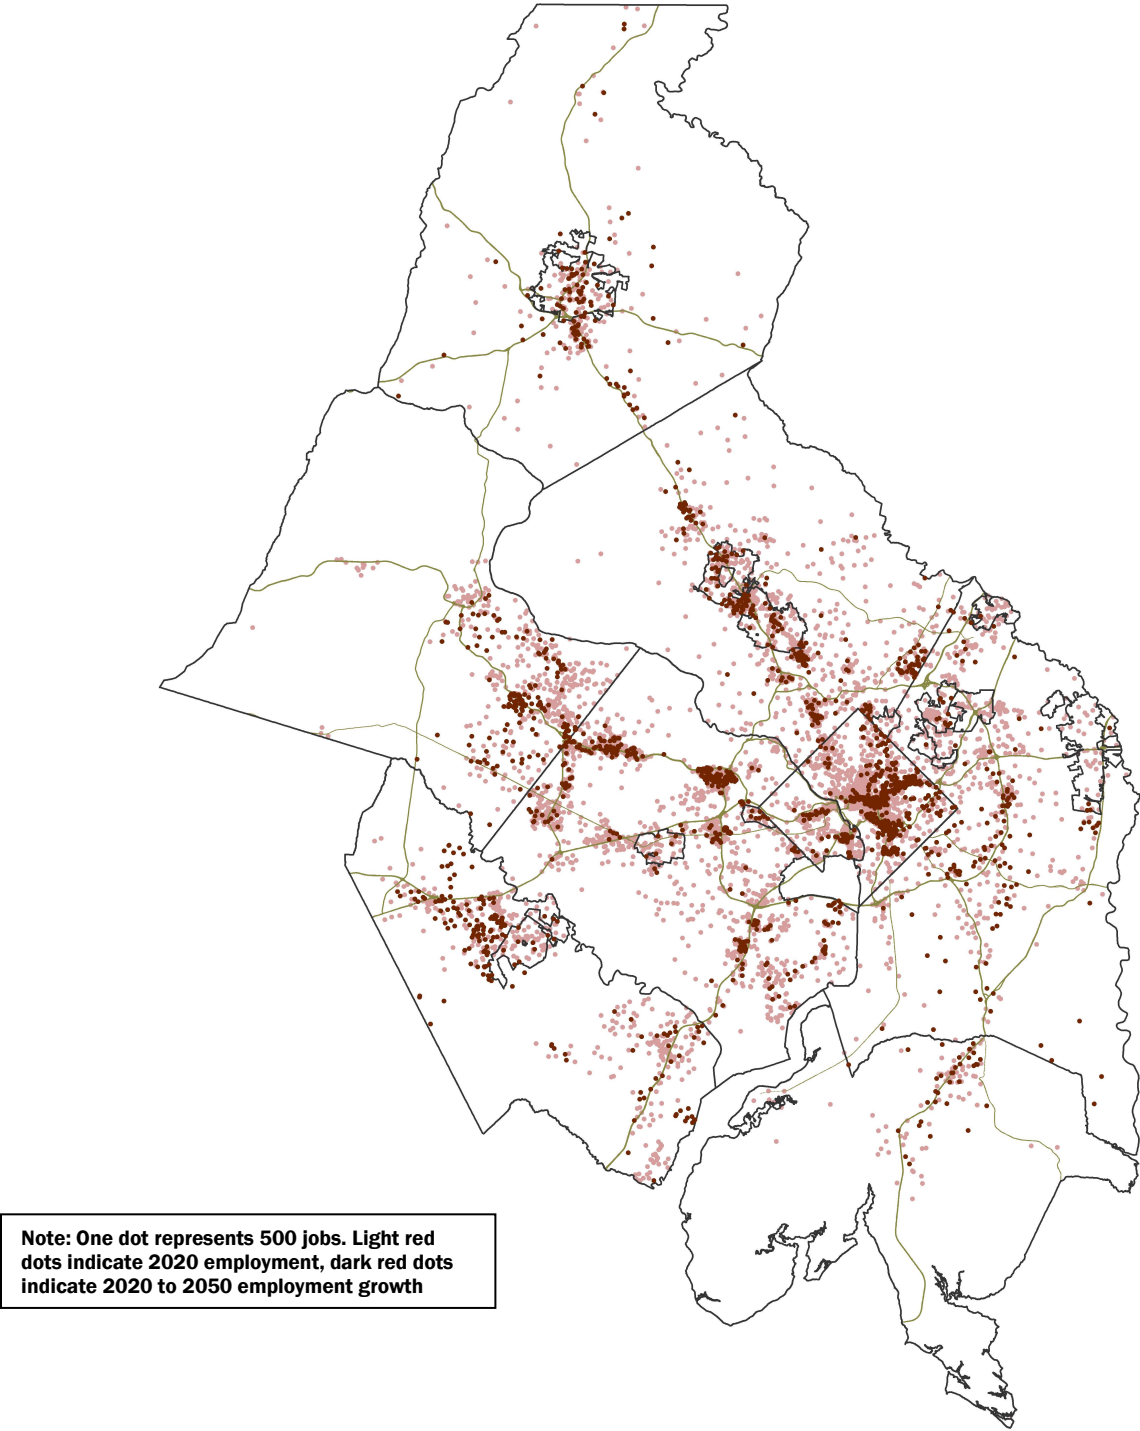 Note: One dot represents 500 jobs. Light red
dots indicate 2020 employment, dark red dots
indicate 2020 to 2050 employment growth